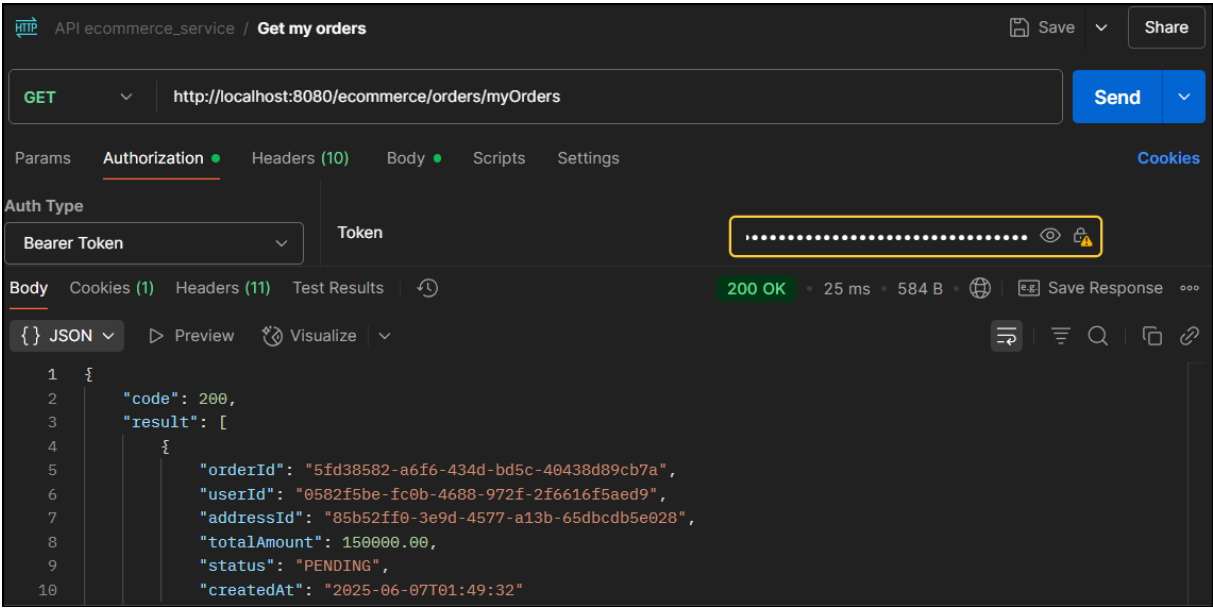 HTTP API ecommerce_service / Get my orders Save Share
GET http://localhost:8080/ecommerce/orders/myOrders Send
Params Authorization Headers (10) Body Scripts Settings Cookies
Auth Type
Bearer Token
Token
Body Cookies (1) Headers (11) Test Results 200 OK 25 ms 584 B e.g. Save Response
{} JSON Preview Visualize
1 {
2 "code": 200,
3 "result": [
4 {
5 "orderId": "5fd38582-a6f6-434d-bd5c-40438d89cb7a",
6 "userId": "0582f5be-fc0b-4688-972f-2f6616f5aed9",
7 "addressId": "85b52ff0-3e9d-4577-a13b-65dbcdb5e028",
8 "totalAmount": 150000.00,
9 "status": "PENDING",
10 "createdAt": "2025-06-07T01:49:32"